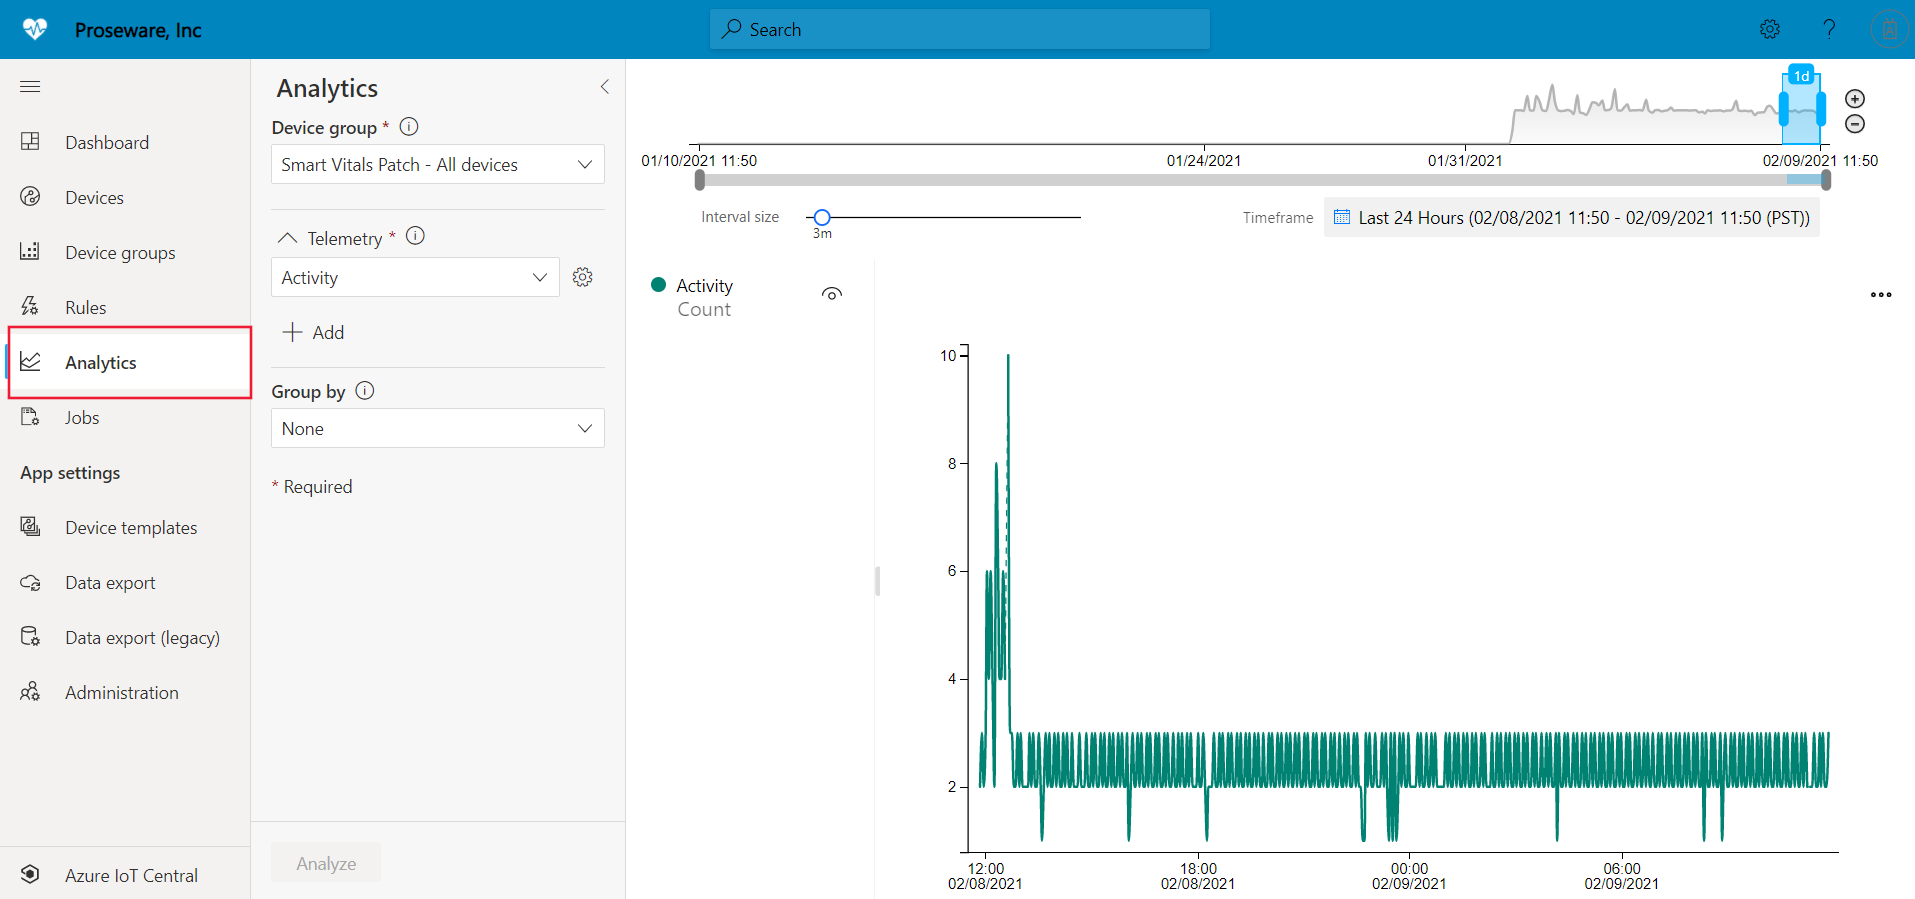 Proseware, Inc
Search
Dashboard
Devices
Device groups
Rules
Analytics
Jobs
App settings
Device templates
Data export
Data export (legacy)
Administration
Azure IoT Central
Analytics
Device group *
Smart Vitals Patch - All devices
Telemetry *
Activity
Add
Group by
None
* Required
Analyze
1d
01/10/2021 11:50
01/24/2021
01/31/2021
02/09/2021 11:50
Interval size
3m
Timeframe
Last 24 Hours (02/08/2021 11:50 - 02/09/2021 11:50 (PST))
Activity
Count
10
8
6
4
2
12:00
02/08/2021
18:00
02/08/2021
00:00
02/09/2021
06:00
02/09/2021